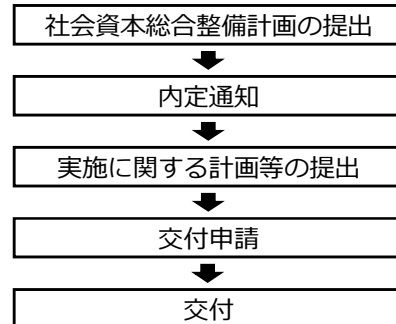 社会資本総合整備計画の提出
内定通知
実施に関する計画等の提出
交付申請
交付